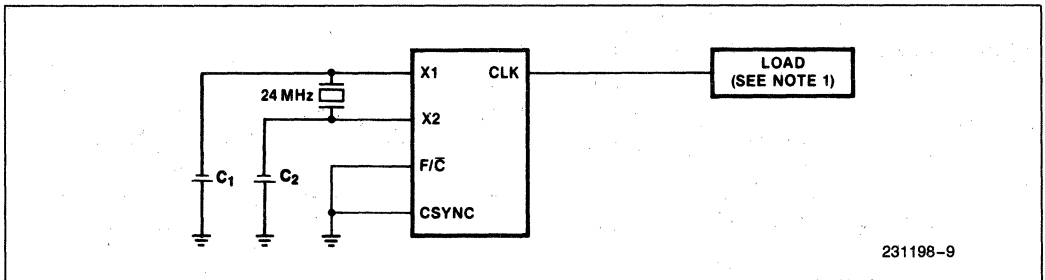 X1
CLK
LOAD
(SEE NOTE 1)
24 MHz
X2
F/C̅
C₁
C₂
CSYNC
231198-9